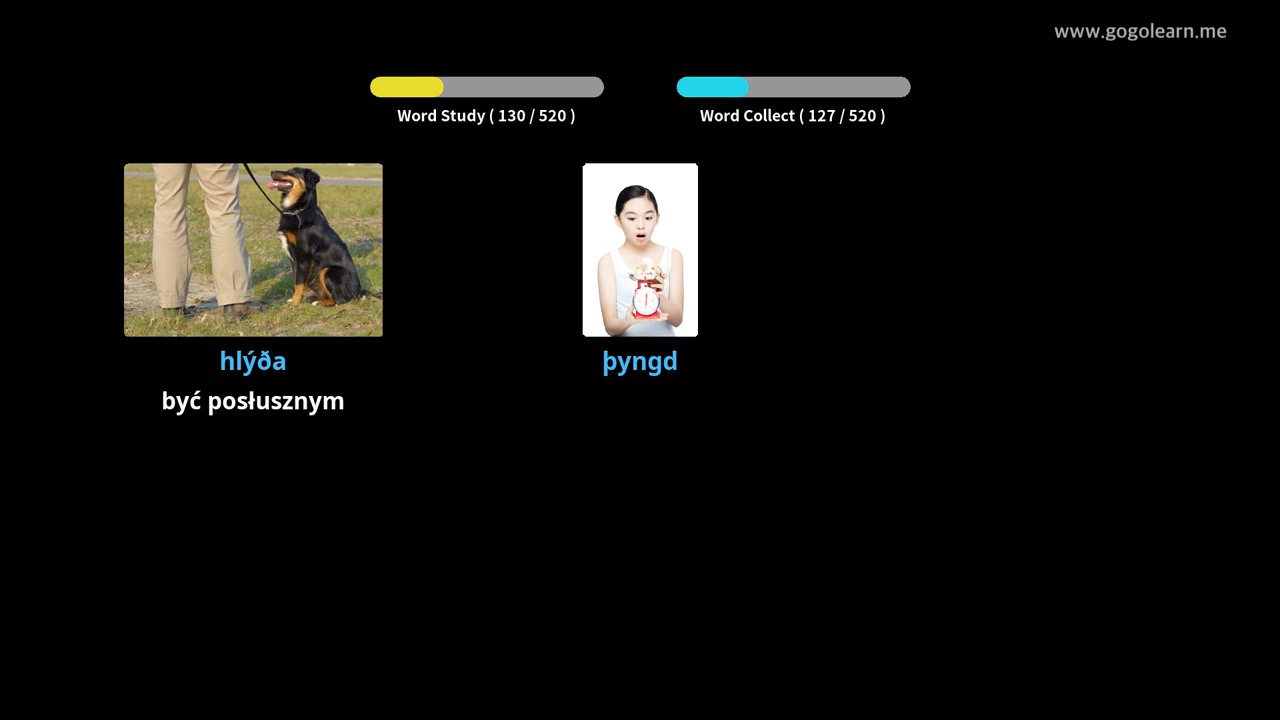 www.gogolearn.me
Word Study ( 130 / 520 )
Word Collect ( 127 / 520 )
hlýða
þyngd
być posłusznym